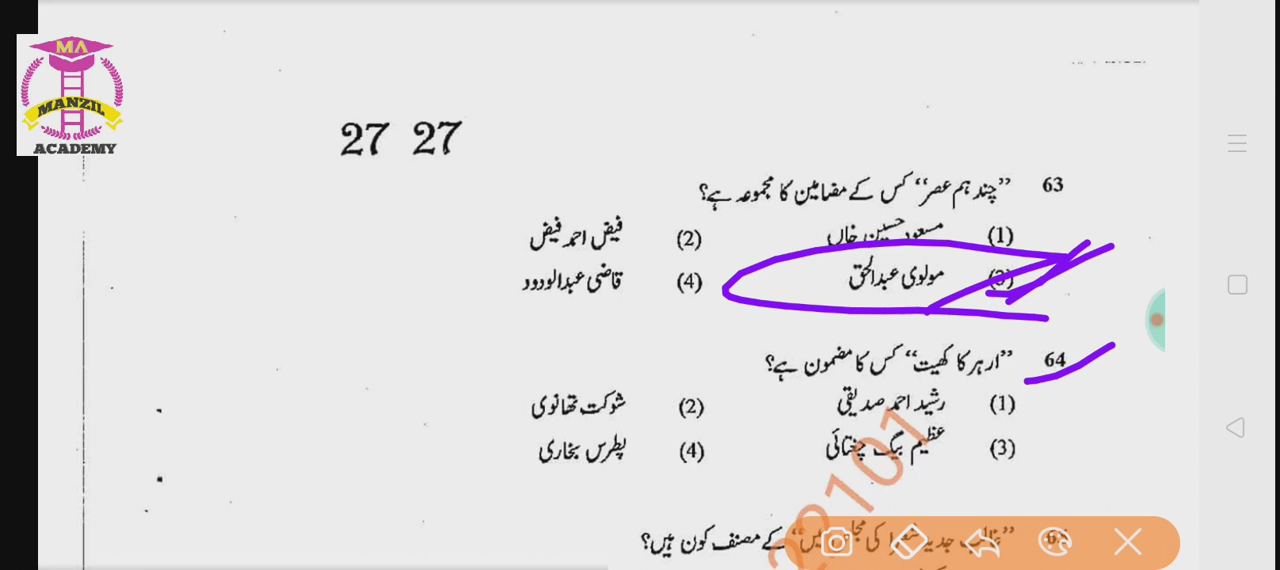 MA
MANZIL
ACADEMY
27 27
63 ”چند ہم عصر“ کس کے مضامین کا مجموعہ ہے؟
(1) مسعود حسین خاں (2) فیض احمد فیض
(3) مولوی عبدالحق (4) قاضی عبدالودود
64 ”ارہر کا کھیت“ کس کا مضمون ہے؟
(1) رشید احمد صدیقی (2) شوکت تھانوی
(3) عظیم بیگ چغتائی (4) پطرس بخاری
کی کے مصنف کون ہیں؟
2101